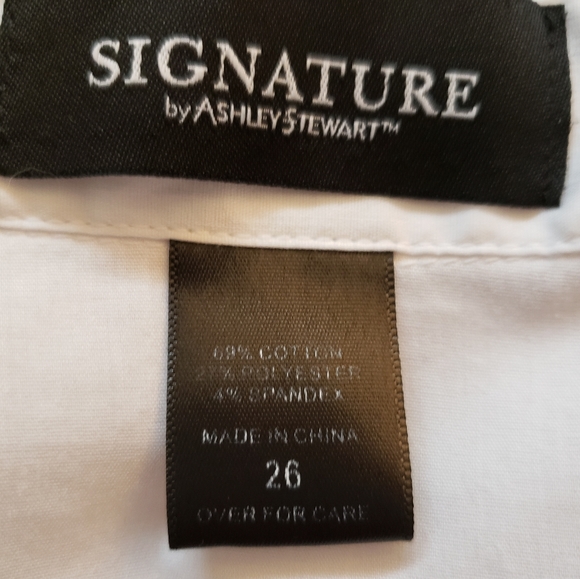 SIGNATURE
by ASHLEY STEWART™
69% COTTON
27% POLYESTER
4% SPANDEX
MADE IN CHINA
26
OVER FOR CARE